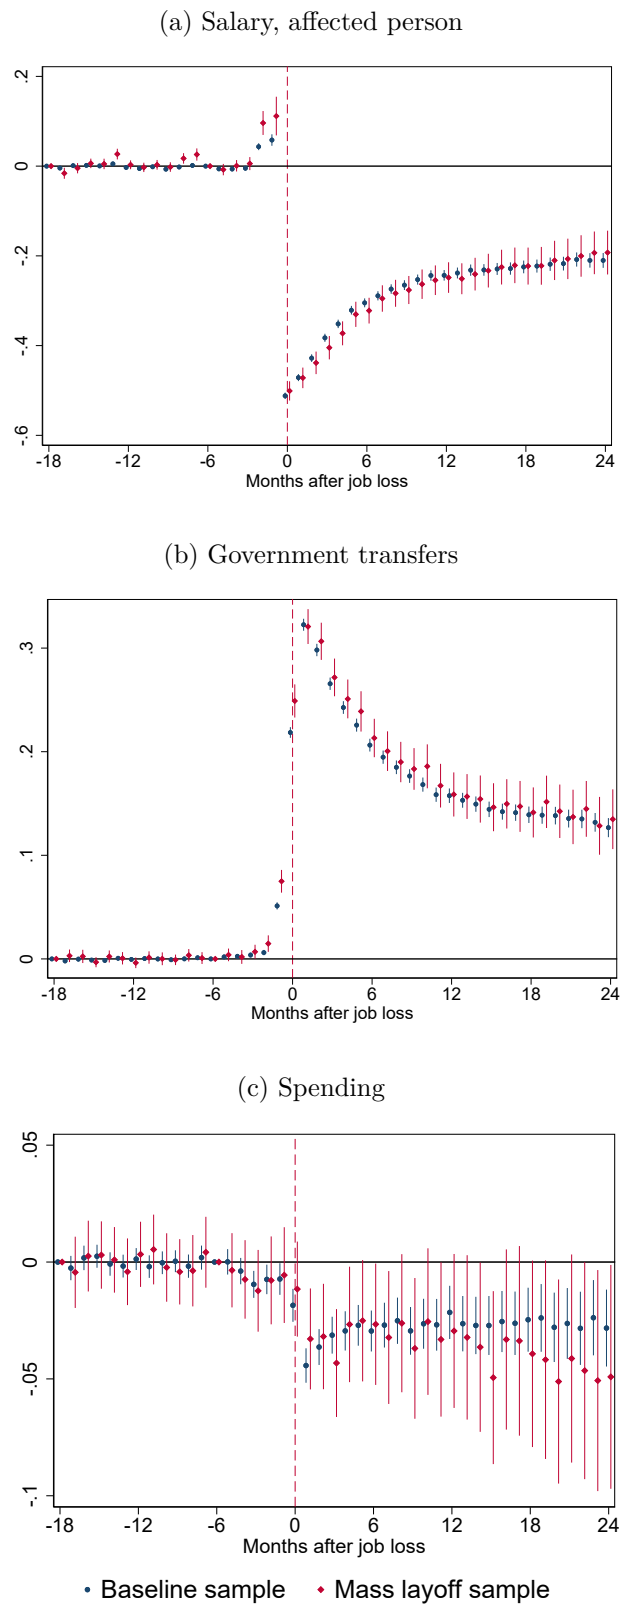 (a) Salary, affected person
.2
0
-.2
-.4
-.6
-18 -12 -6 0 6 12 18 24
Months after job loss
(b) Government transfers
.3
.2
.1
0
-18 -12 -6 0 6 12 18 24
Months after job loss
(c) Spending
.05
0
-.05
-.1
-18 -12 -6 0 6 12 18 24
Months after job loss
Baseline sample Mass layoff sample